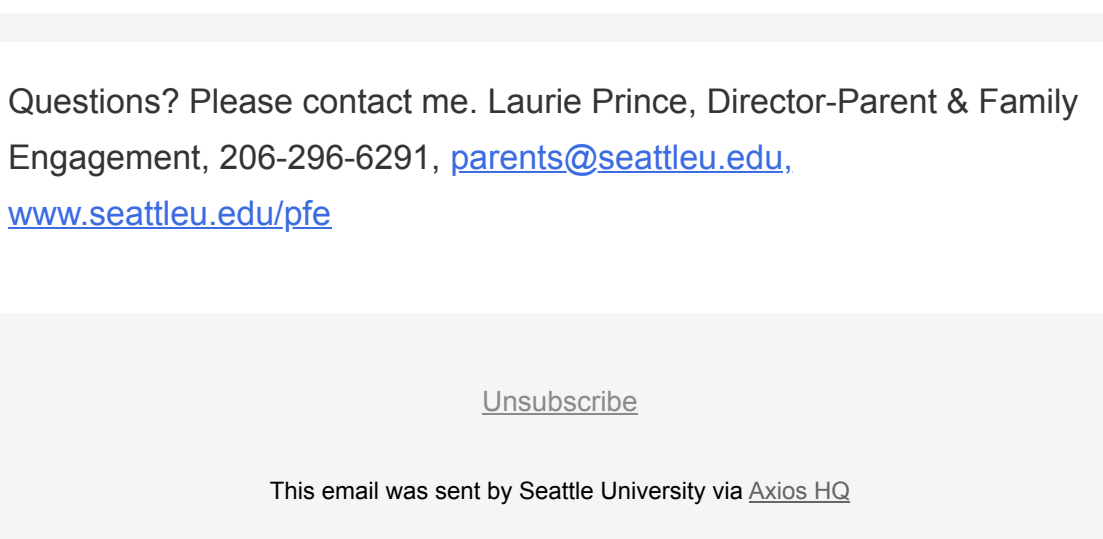 Questions? Please contact me. Laurie Prince, Director-Parent & Family
Engagement, 206-296-6291, parents@seattleu.edu,
www.seattleu.edu/pfe
Unsubscribe
This email was sent by Seattle University via Axios HQ